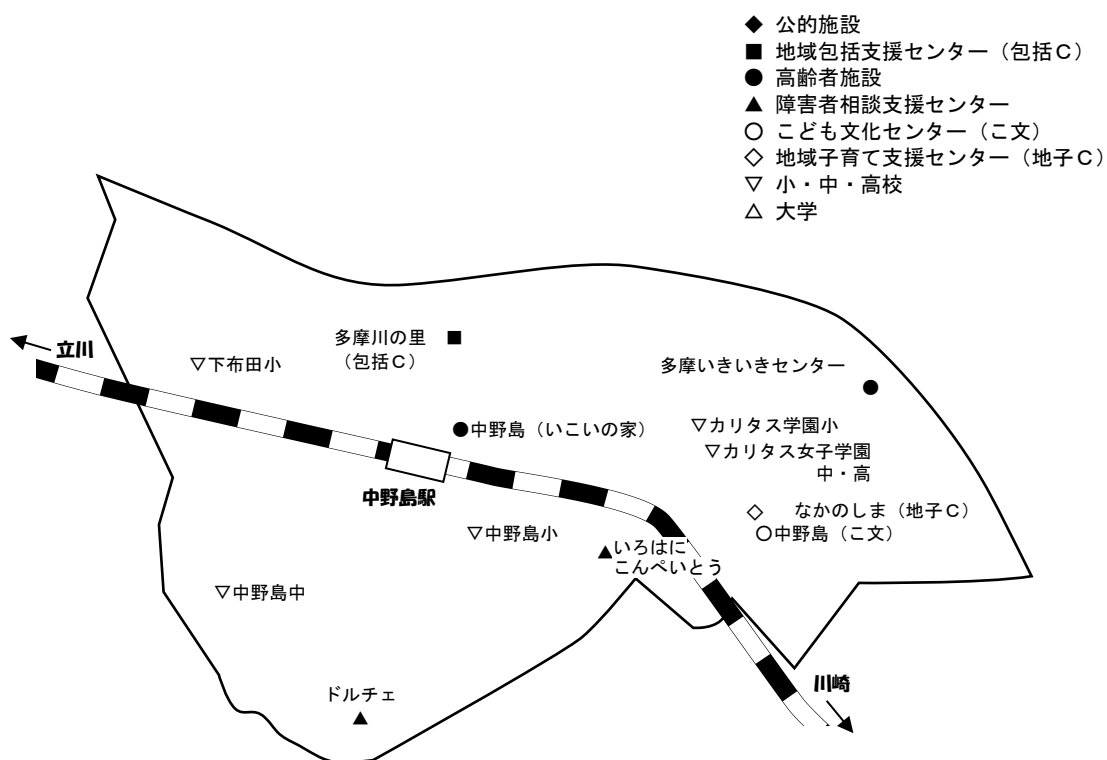 ◆ 公的施設
■ 地域包括支援センター（包括C）
● 高齢者施設
▲ 障害者相談支援センター
○ こども文化センター（こ文）
◇ 地域子育て支援センター（地子C）
▽ 小・中・高校
△ 大学
立川
▽下布田小
多摩川の里
（包括C）
■
多摩いきいきセンター
●
●中野島（いこいの家）
▽カリタス学園小
▽カリタス女子学園
中・高
中野島駅
◇ なかのしま（地子C）
○中野島（こ文）
▽中野島小
▲いろはに
こんぺいとう
▽中野島中
川崎
ドルチェ
▲